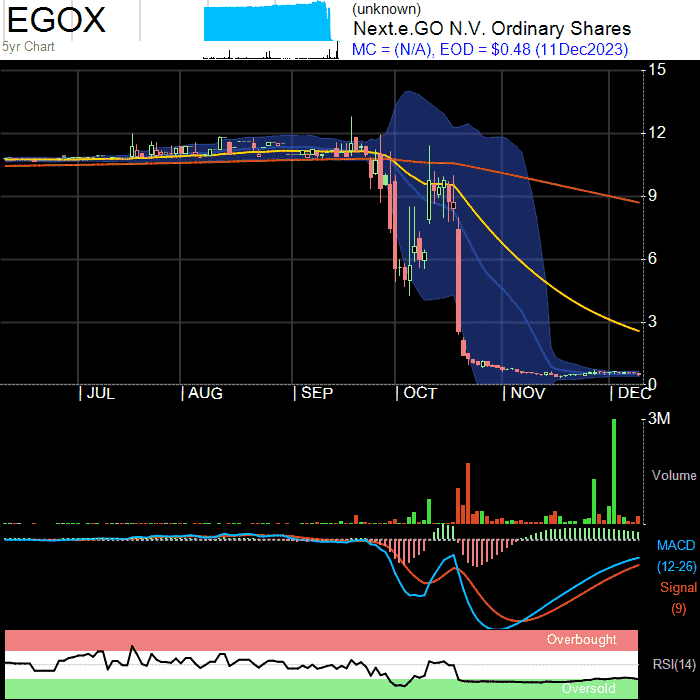 EGOX
5yr Chart
(unknown)
Next.e.GO N.V. Ordinary Shares
MC = (N/A), EOD = $0.48 (11Dec2023)
15
12
9
6
3
0
| JUL | AUG | SEP | OCT | NOV | DEC
3M
Volume
MACD
(12-26)
Signal
(9)
Overbought
RSI(14)
Oversold